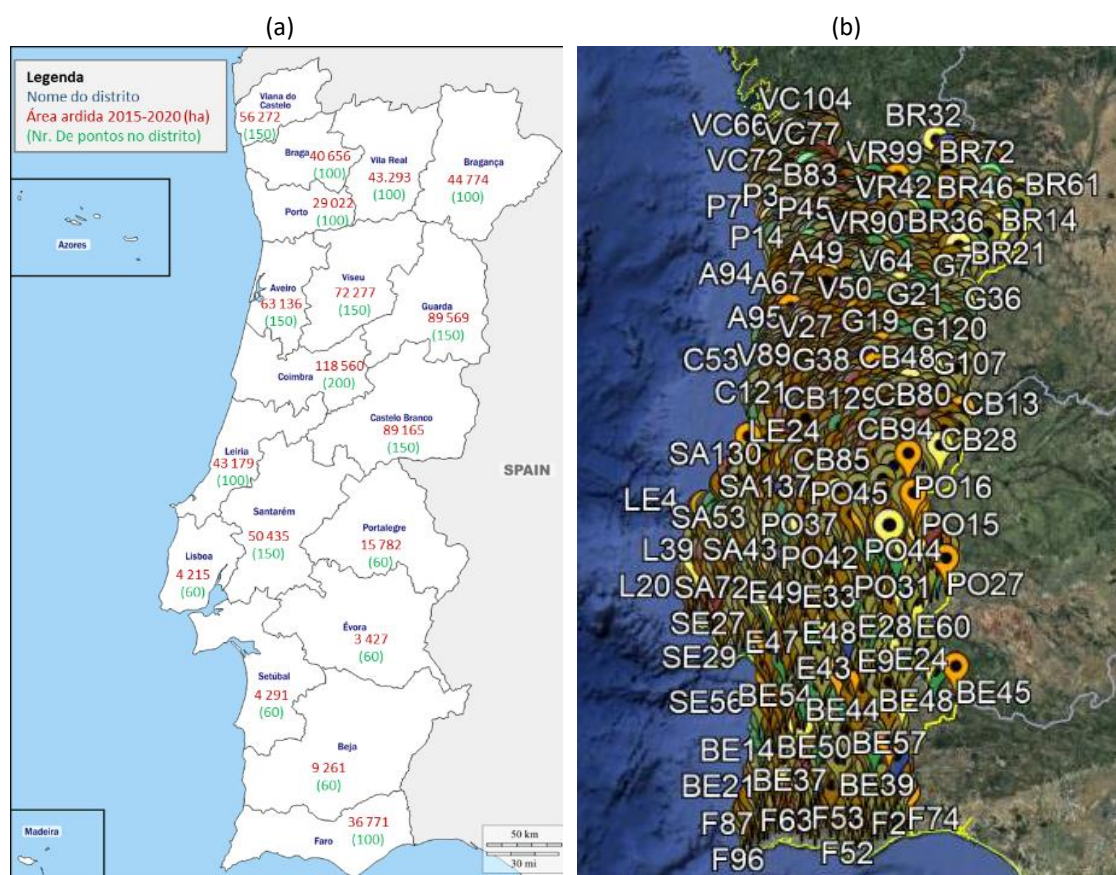 (a)
(b)
Legenda
Nome do distrito
Área ardida 2015-2020 (ha)
(Nr. De pontos no distrito)
Viana do
Castelo
56 272
(150)
Braga
40 656
(100)
Vila Real
43.293
(100)
Bragança
44 774
(100)
Porto
29 022
(100)
Azores
Aveiro
63 136
(150)
Viseu
72 277
(150)
Guarda
89 569
(150)
Coimbra
118 560
(200)
Castelo Branco
89 165
(150)
Leiria
43 179
(100)
SPAIN
Santarém
50 435
(150)
Portalegre
15 782
(60)
Lisboa
4 215
(60)
Évora
3 427
(60)
Setúbal
4 291
(60)
Beja
9 261
(60)
Madeira
Faro
36 771
(100)
50 km
30 mi
VC104
VC66
VC77
BR32
VC72
B83
VR99
BR72
VR42
BR46
BR61
P7
P3
P45
VR90
BR36
BR14
P14
A49
V64
G7
BR21
A94
A67
V50
G21
G36
A95
V27
G19
G120
C53
V89
G38
CB48
G107
C121
CB129
CB80
CB13
LE24
CB94
CB28
SA130
CB85
SA137
PO45
PO16
LE4
SA53
PO37
PO15
L39
SA43
PO42
PO44
L20
SA72
E49
E33
PO31
PO27
SE27
E47
E48
E28
E60
SE29
E43
E9
E24
SE56
BE54
BE44
BE48
BE45
BE14
BE50
BE57
BE21
BE37
BE39
F87
F63
F53
F2
F74
F96
F52